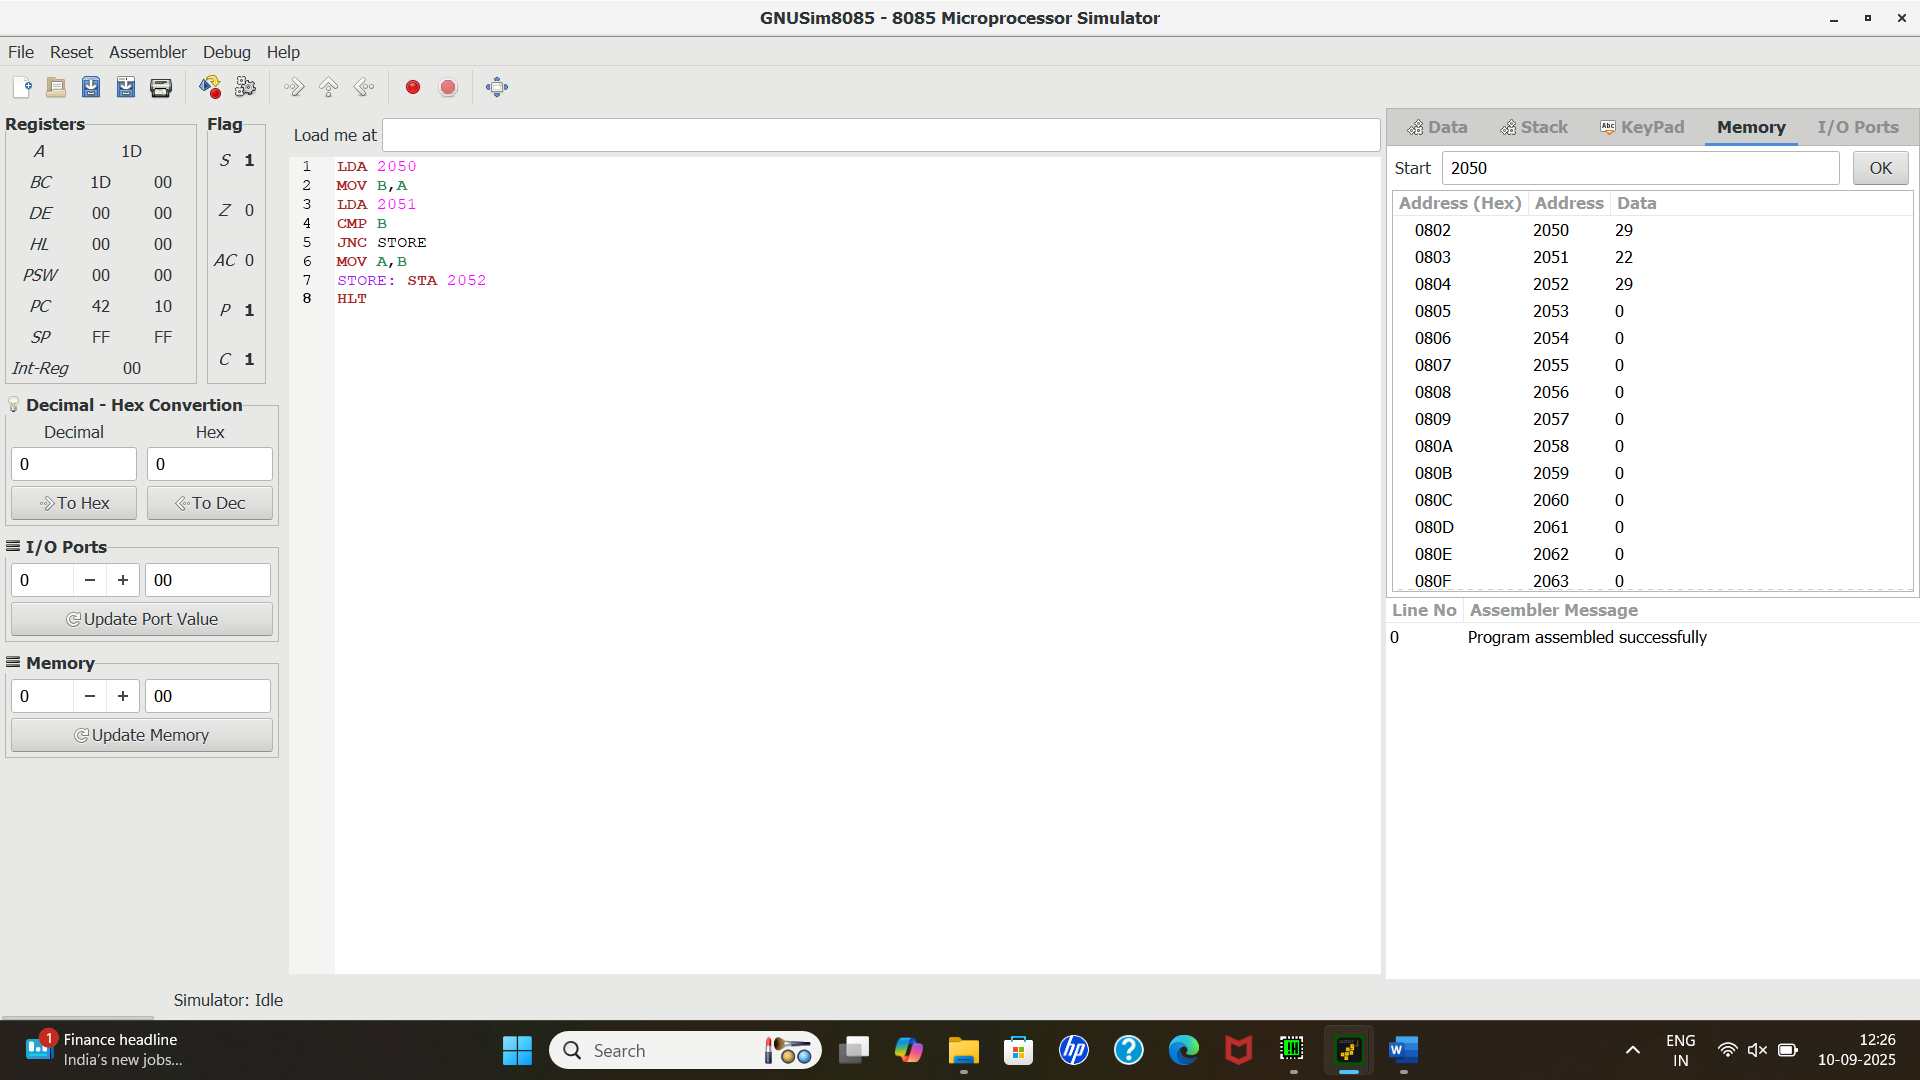 GNUSim8085 - 8085 Microprocessor Simulator
File Reset Assembler Debug Help
Registers
A 1D
BC 1D 00
DE 00 00
HL 00 00
PSW 00 00
PC 42 10
SP FF FF
Int-Reg 00
Flag
S 1
Z 0
AC 0
P 1
C 1
Decimal - Hex Convertion
Decimal Hex
0 0
To Hex To Dec
I/O Ports
0 − + 00
Update Port Value
Memory
0 − + 00
Update Memory
Load me at
1 LDA 2050
2 MOV B,A
3 LDA 2051
4 CMP B
5 JNC STORE
6 MOV A,B
7 STORE: STA 2052
8 HLT
Data Stack Abc KeyPad Memory I/O Ports
Start 2050 OK
Address (Hex) Address Data
0802 2050 29
0803 2051 22
0804 2052 29
0805 2053 0
0806 2054 0
0807 2055 0
0808 2056 0
0809 2057 0
080A 2058 0
080B 2059 0
080C 2060 0
080D 2061 0
080E 2062 0
080F 2063 0
Line No Assembler Message
0 Program assembled successfully
Simulator: Idle
1 Finance headline
India's new jobs...
Search
hp
?
W
ENG
IN
12:26
10-09-2025